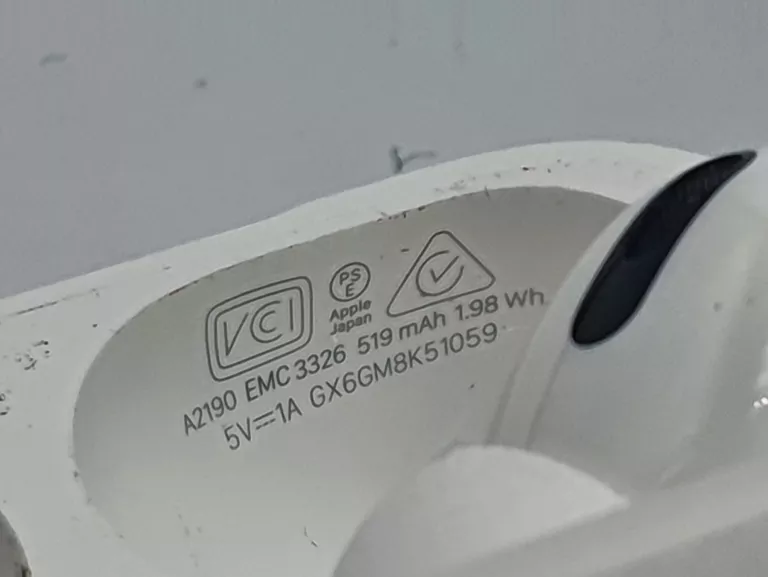 VCI
PS
E
Apple
Japan
A2190 EMC 3326 519 mAh 1.98 Wh
5V⎓1A GX6GM8K51059